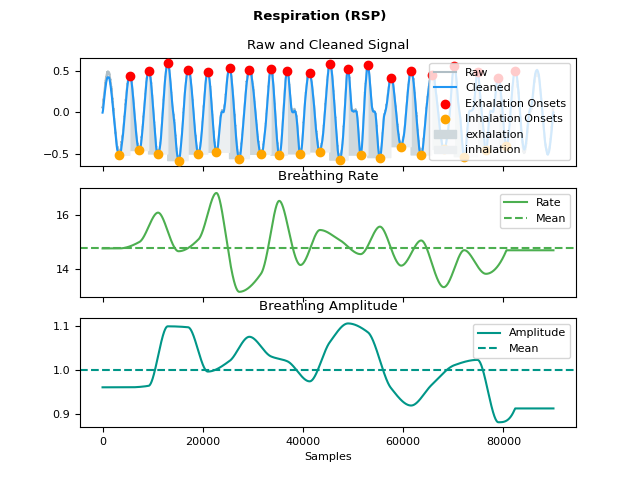 Respiration (RSP)
Raw and Cleaned Signal
0.5
0.0
−0.5
Raw
Cleaned
Exhalation Onsets
Inhalation Onsets
exhalation
inhalation
Breathing Rate
16
14
Rate
Mean
Breathing Amplitude
1.1
1.0
0.9
Amplitude
Mean
0 20000 40000 60000 80000
Samples